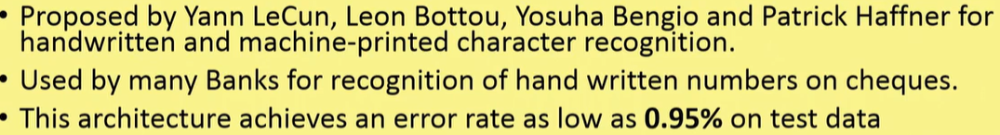 • Proposed by Yann LeCun, Leon Bottou, Yosuha Bengio and Patrick Haffner for
handwritten and machine-printed character recognition.
• Used by many Banks for recognition of hand written numbers on cheques.
• This architecture achieves an error rate as low as 0.95% on test data